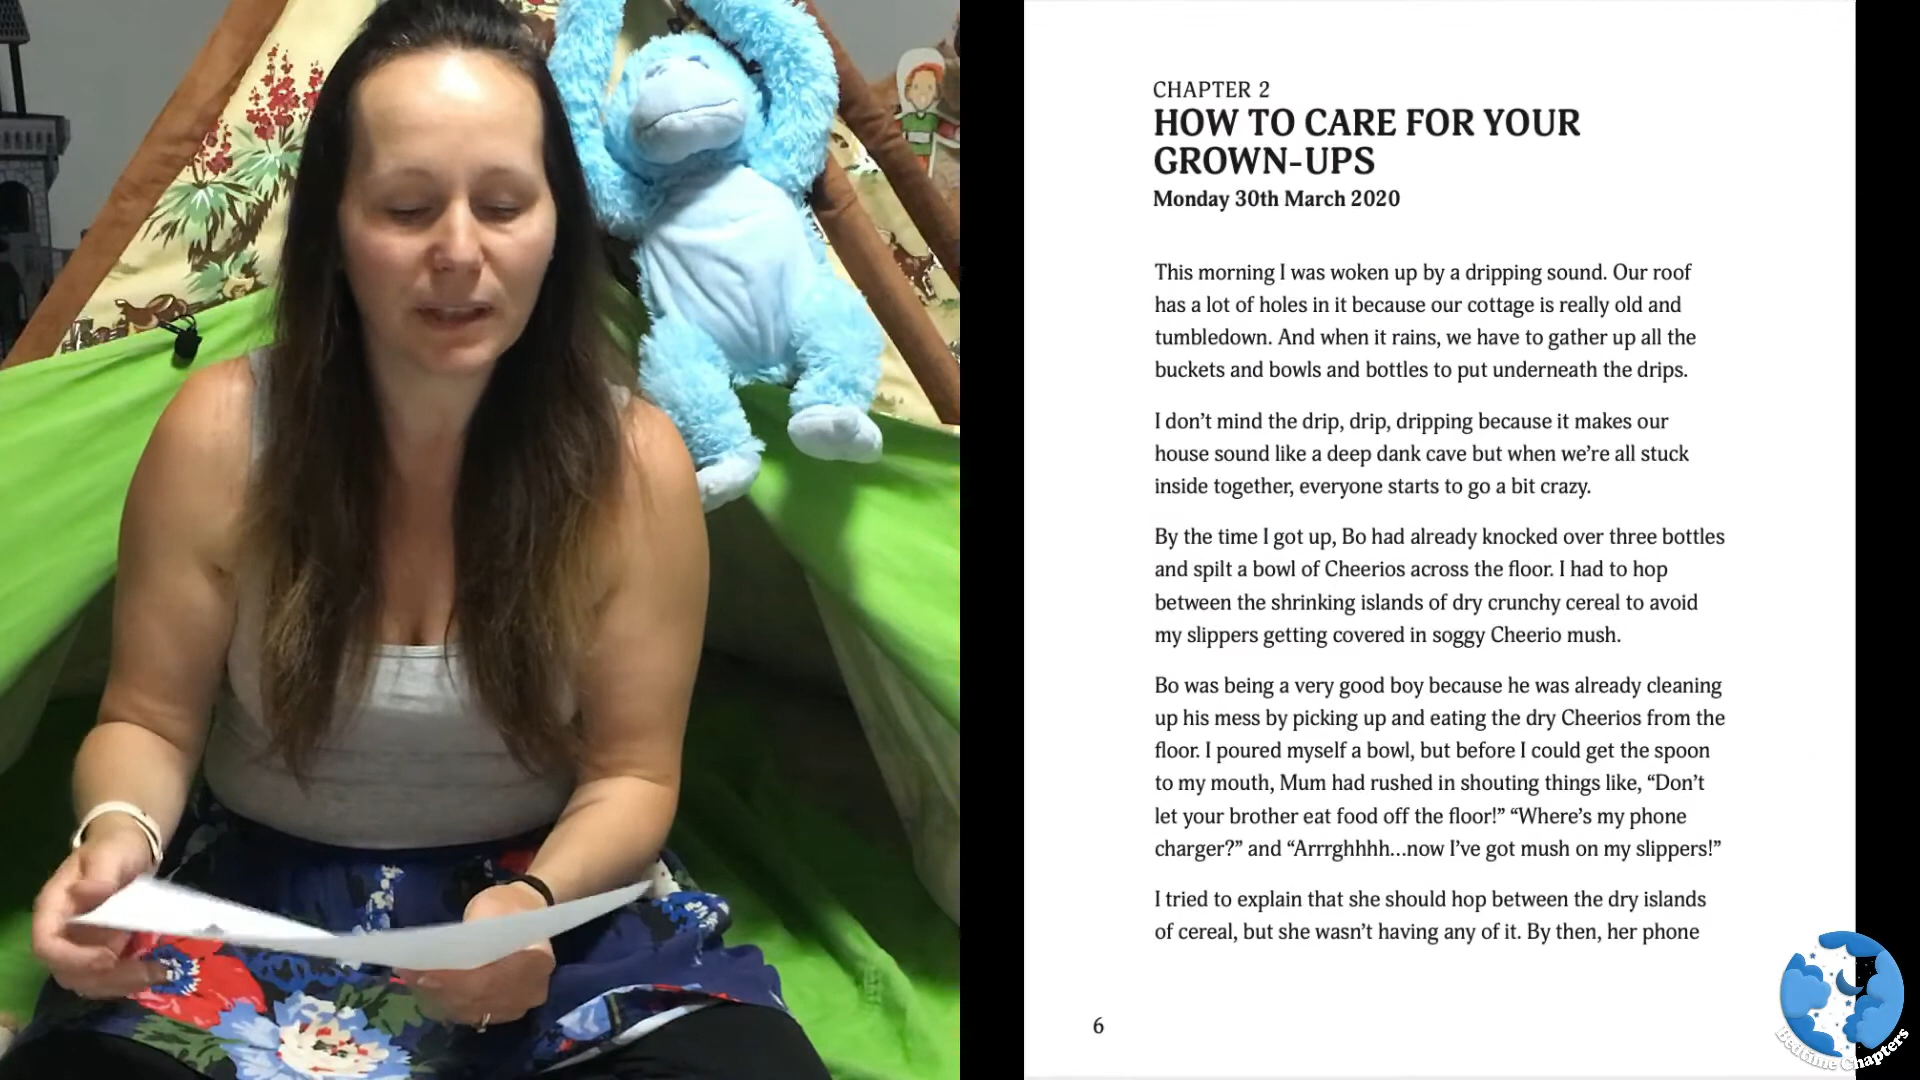 CHAPTER 2
HOW TO CARE FOR YOUR
GROWN-UPS
Monday 30th March 2020
This morning I was woken up by a dripping sound. Our roof
has a lot of holes in it because our cottage is really old and
tumbledown. And when it rains, we have to gather up all the
buckets and bowls and bottles to put underneath the drips.
I don’t mind the drip, drip, dripping because it makes our
house sound like a deep dank cave but when we’re all stuck
inside together, everyone starts to go a bit crazy.
By the time I got up, Bo had already knocked over three bottles
and spilt a bowl of Cheerios across the floor. I had to hop
between the shrinking islands of dry crunchy cereal to avoid
my slippers getting covered in soggy Cheerio mush.
Bo was being a very good boy because he was already cleaning
up his mess by picking up and eating the dry Cheerios from the
floor. I poured myself a bowl, but before I could get the spoon
to my mouth, Mum had rushed in shouting things like, “Don’t
let your brother eat food off the floor!” “Where’s my phone
charger?” and “Arrrghhhh...now I’ve got mush on my slippers!”
I tried to explain that she should hop between the dry islands
of cereal, but she wasn’t having any of it. By then, her phone
6
Bedtime Chapters